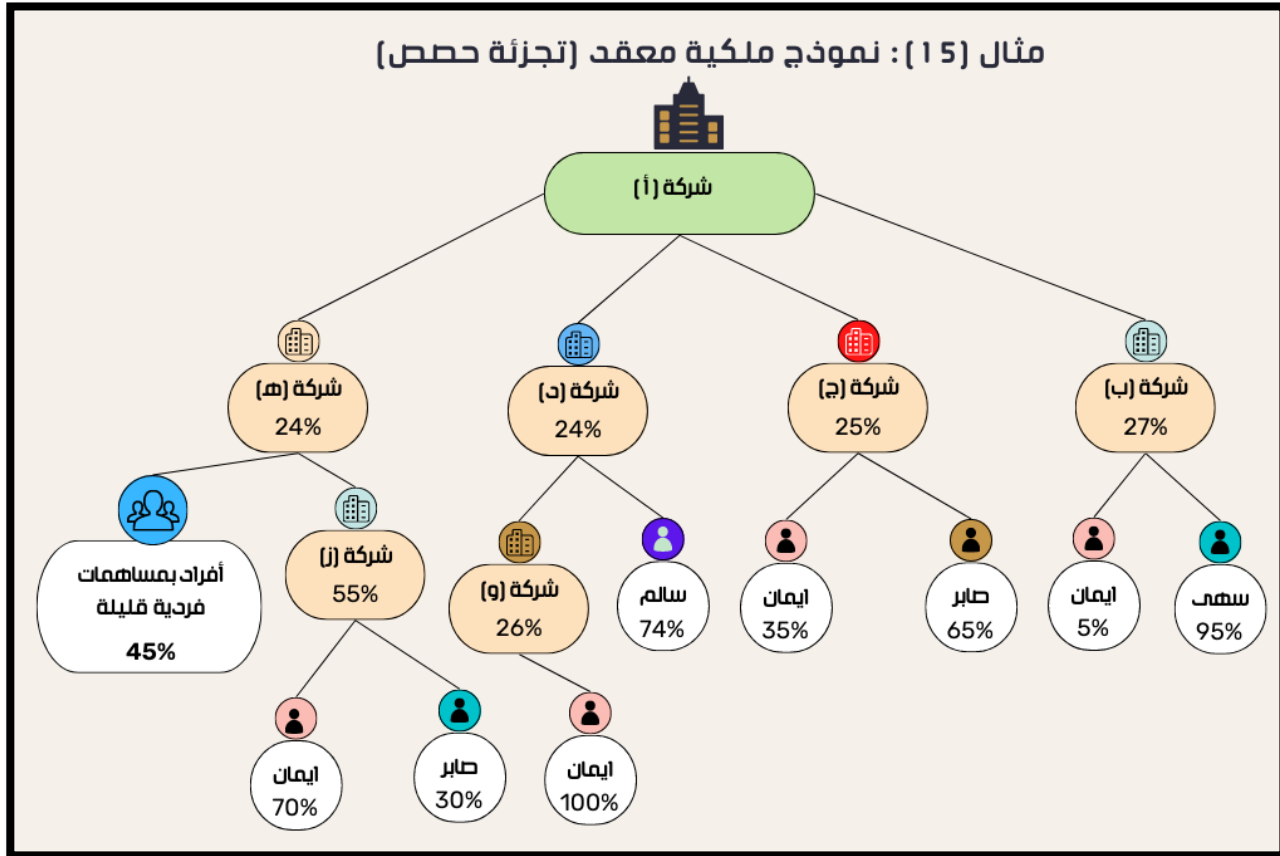 مثال (15): نموذج ملكية معقد (تجزئة حصص)
شركة (أ)
شركة (ب)
27%
شركة (ج)
25%
شركة (د)
24%
شركة (هـ)
24%
سهى
95%
ايمان
5%
صابر
65%
ايمان
35%
سالم
74%
شركة (و)
26%
شركة (ز)
55%
أفراد بمساهمات
فردية قليلة
45%
ايمان
100%
صابر
30%
ايمان
70%